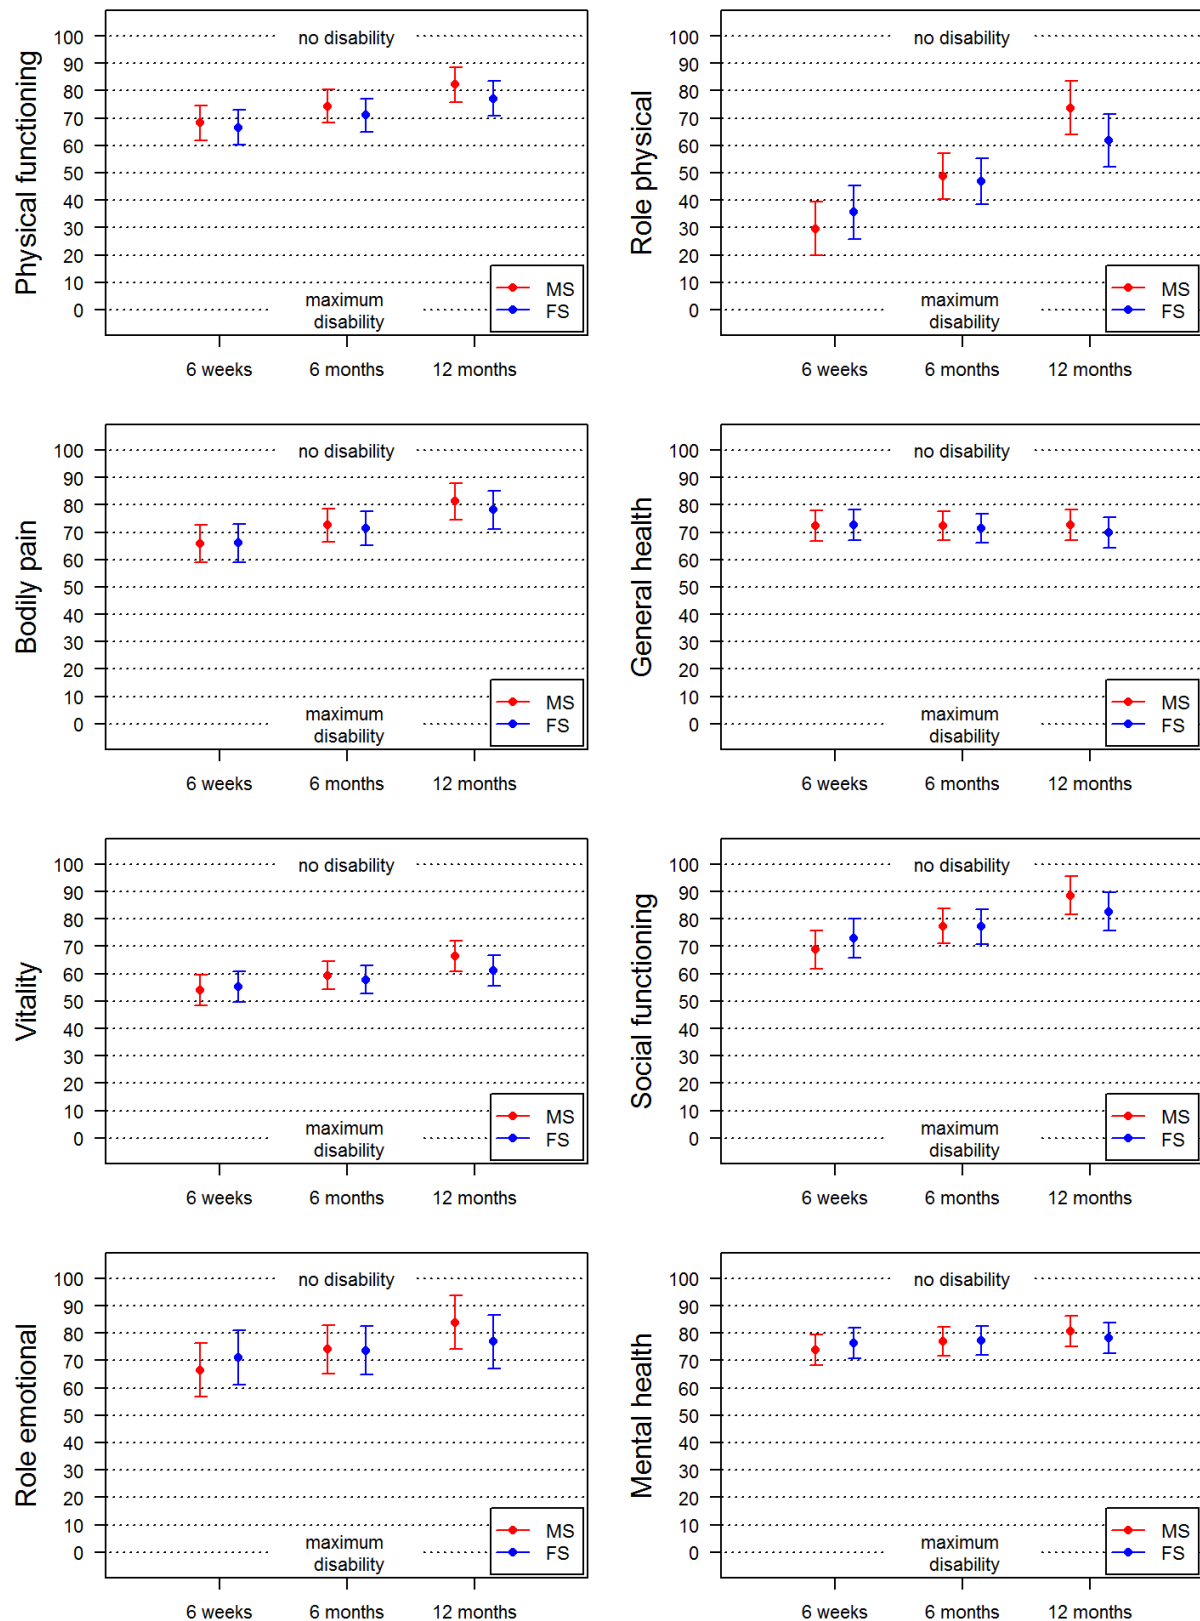 Physical functioning
100
90
80
70
60
50
40
30
20
10
0
no disability
maximum
disability
MS
FS
6 weeks
6 months
12 months
Role physical
100
90
80
70
60
50
40
30
20
10
0
no disability
maximum
disability
MS
FS
6 weeks
6 months
12 months
Bodily pain
100
90
80
70
60
50
40
30
20
10
0
no disability
maximum
disability
MS
FS
6 weeks
6 months
12 months
General health
100
90
80
70
60
50
40
30
20
10
0
no disability
maximum
disability
MS
FS
6 weeks
6 months
12 months
Vitality
100
90
80
70
60
50
40
30
20
10
0
no disability
maximum
disability
MS
FS
6 weeks
6 months
12 months
Social functioning
100
90
80
70
60
50
40
30
20
10
0
no disability
maximum
disability
MS
FS
6 weeks
6 months
12 months
Role emotional
100
90
80
70
60
50
40
30
20
10
0
no disability
maximum
disability
MS
FS
6 weeks
6 months
12 months
Mental health
100
90
80
70
60
50
40
30
20
10
0
no disability
maximum
disability
MS
FS
6 weeks
6 months
12 months